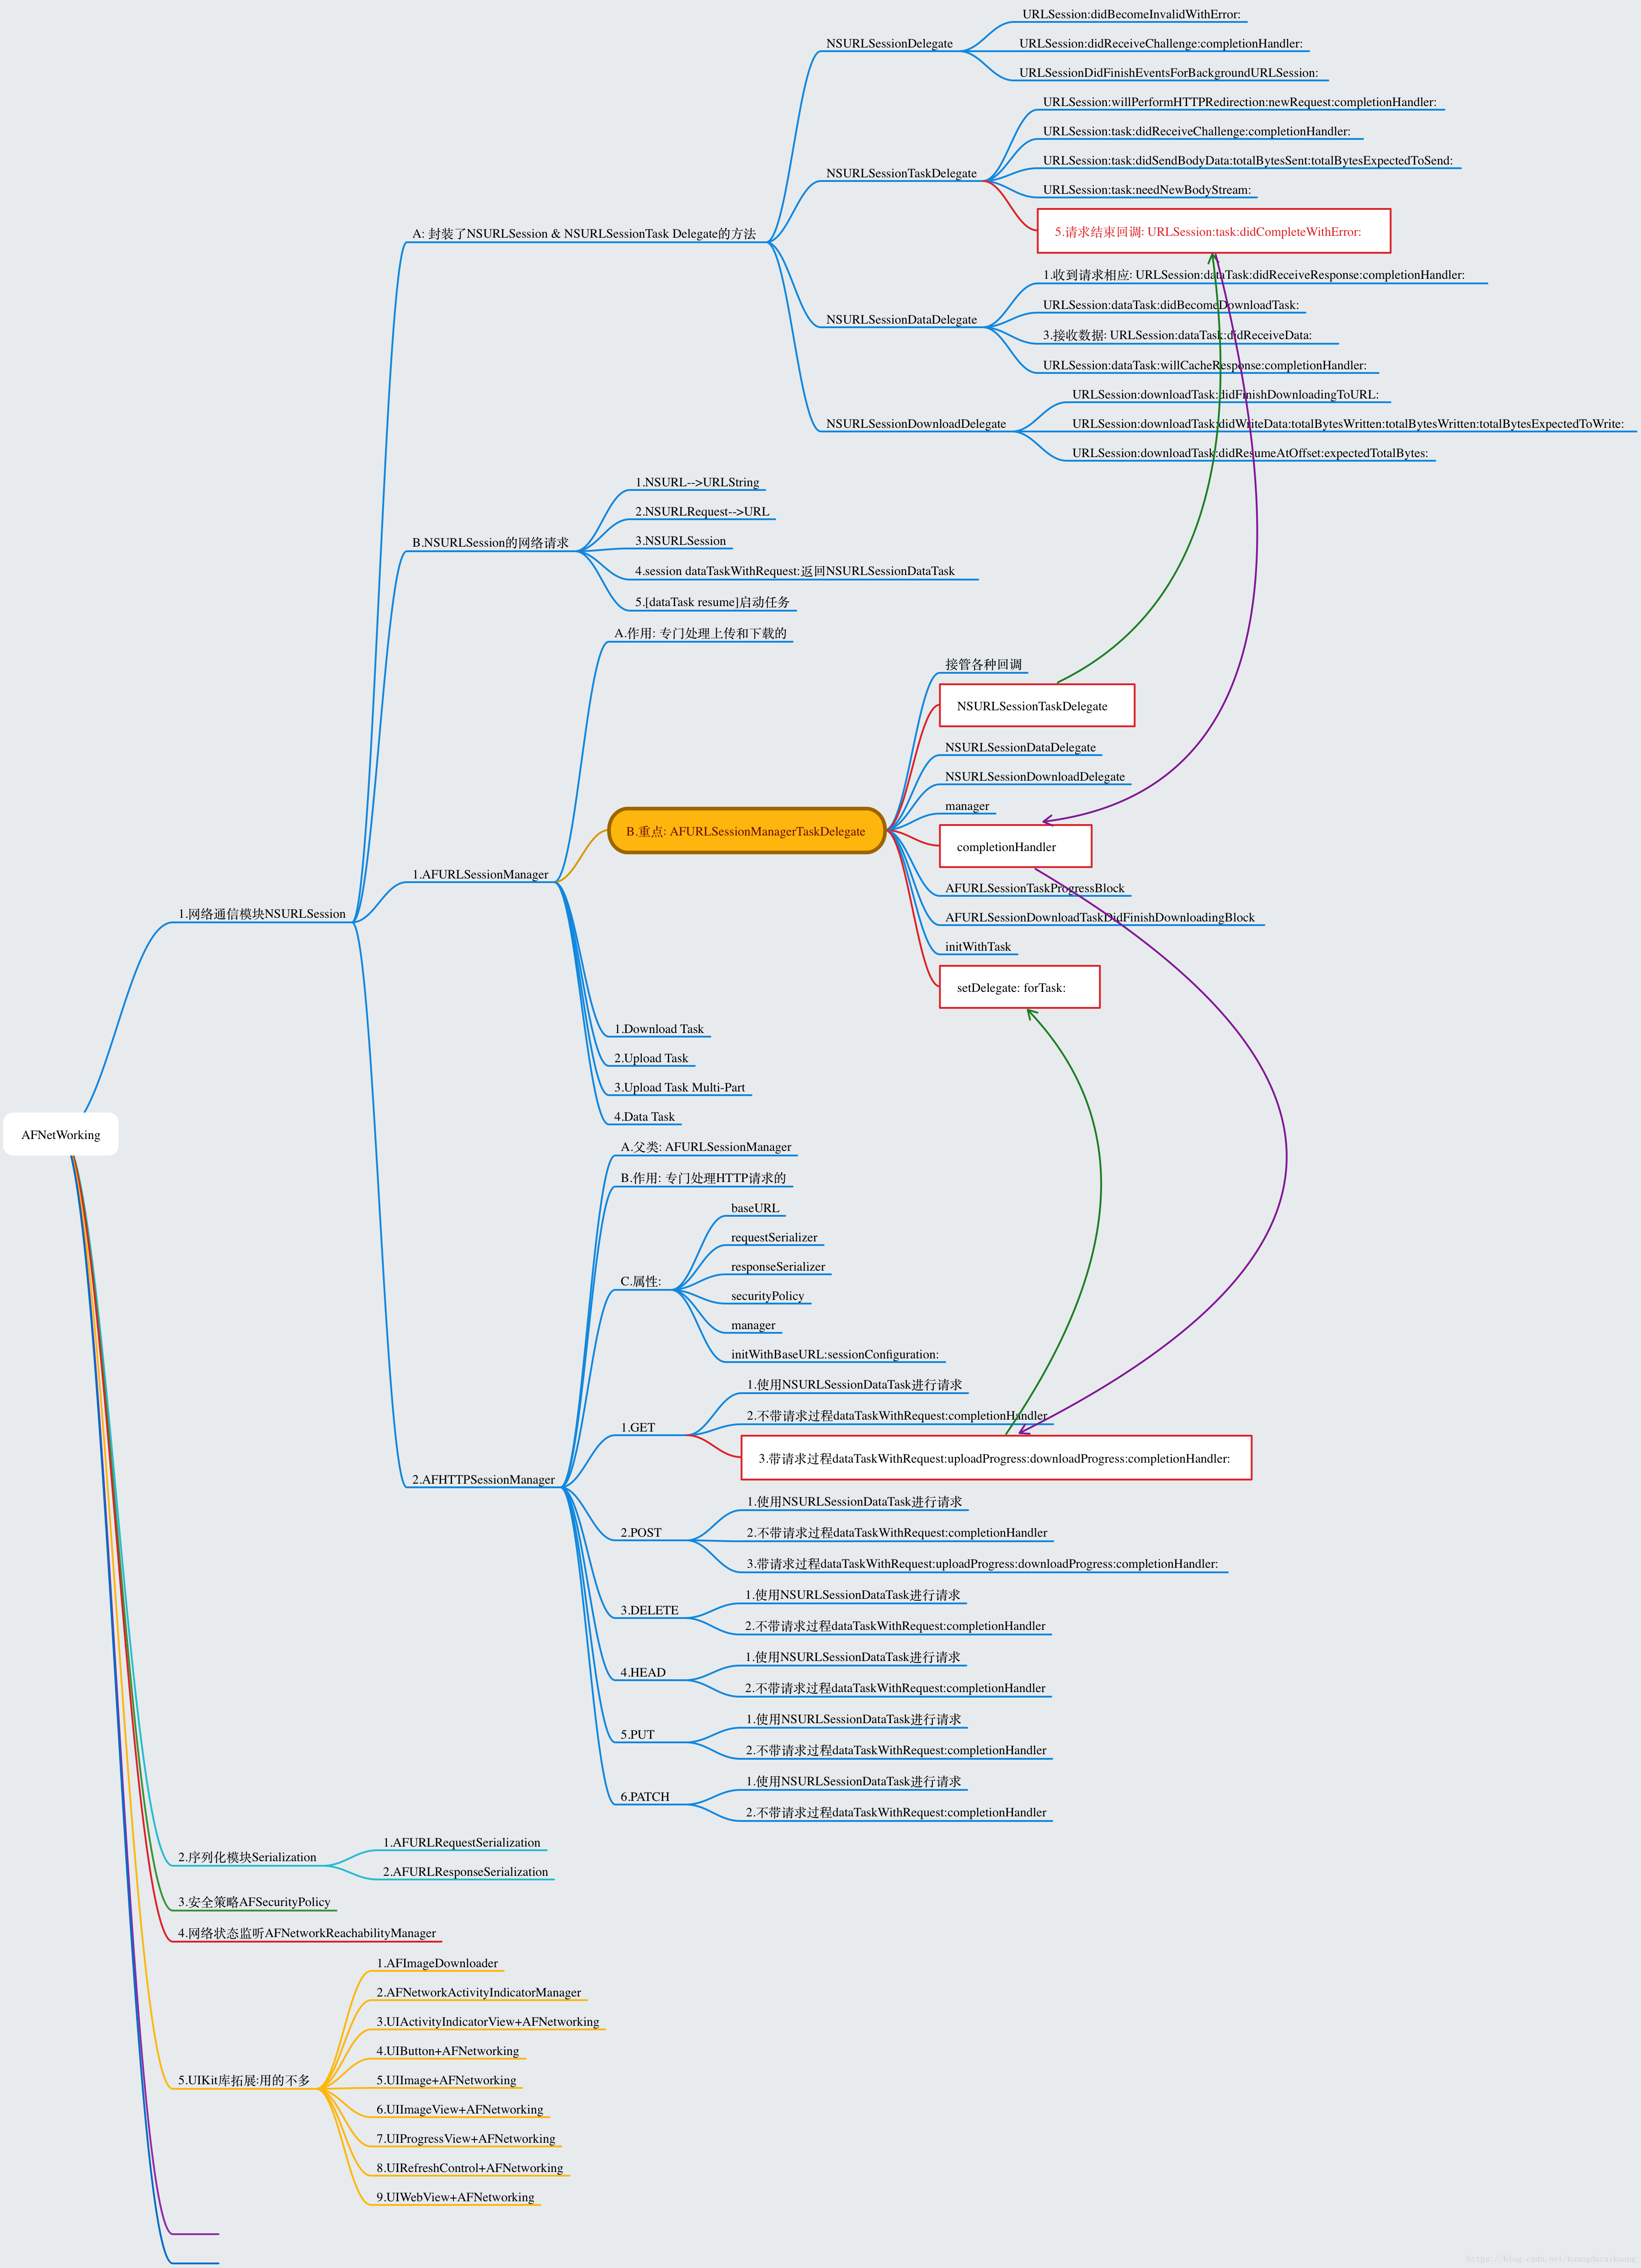 AFNetWorking
1.网络通信模块NSURLSession
A: 封装了NSURLSession & NSURLSessionTask Delegate的方法
NSURLSessionDelegate
URLSession:didBecomeInvalidWithError:
URLSession:didReceiveChallenge:completionHandler:
URLSessionDidFinishEventsForBackgroundURLSession:
NSURLSessionTaskDelegate
URLSession:willPerformHTTPRedirection:newRequest:completionHandler:
URLSession:task:didReceiveChallenge:completionHandler:
URLSession:task:didSendBodyData:totalBytesSent:totalBytesExpectedToSend:
URLSession:task:needNewBodyStream:
5.请求结束回调: URLSession:task:didCompleteWithError:
NSURLSessionDataDelegate
1.收到请求相应: URLSession:dataTask:didReceiveResponse:completionHandler:
URLSession:dataTask:didBecomeDownloadTask:
3.接收数据: URLSession:dataTask:didReceiveData:
URLSession:dataTask:willCacheResponse:completionHandler:
NSURLSessionDownloadDelegate
URLSession:downloadTask:didFinishDownloadingToURL:
URLSession:downloadTask:didWriteData:totalBytesWritten:totalBytesWritten:totalBytesExpectedToWrite:
URLSession:downloadTask:didResumeAtOffset:expectedTotalBytes:
B.NSURLSession的网络请求
1.NSURL-->URLString
2.NSURLRequest-->URL
3.NSURLSession
4.session dataTaskWithRequest:返回NSURLSessionDataTask
5.[dataTask resume]启动任务
1.AFURLSessionManager
A.作用: 专门处理上传和下载的
B.重点: AFURLSessionManagerTaskDelegate
接管各种回调
NSURLSessionTaskDelegate
NSURLSessionDataDelegate
NSURLSessionDownloadDelegate
manager
completionHandler
AFURLSessionTaskProgressBlock
AFURLSessionDownloadTaskDidFinishDownloadingBlock
initWithTask
setDelegate: forTask:
1.Download Task
2.Upload Task
3.Upload Task Multi-Part
4.Data Task
2.AFHTTPSessionManager
A.父类: AFURLSessionManager
B.作用: 专门处理HTTP请求的
C.属性:
baseURL
requestSerializer
responseSerializer
securityPolicy
manager
initWithBaseURL:sessionConfiguration:
1.GET
1.使用NSURLSessionDataTask进行请求
2.不带请求过程dataTaskWithRequest:completionHandler
3.带请求过程dataTaskWithRequest:uploadProgress:downloadProgress:completionHandler:
2.POST
1.使用NSURLSessionDataTask进行请求
2.不带请求过程dataTaskWithRequest:completionHandler
3.带请求过程dataTaskWithRequest:uploadProgress:downloadProgress:completionHandler:
3.DELETE
1.使用NSURLSessionDataTask进行请求
2.不带请求过程dataTaskWithRequest:completionHandler
4.HEAD
1.使用NSURLSessionDataTask进行请求
2.不带请求过程dataTaskWithRequest:completionHandler
5.PUT
1.使用NSURLSessionDataTask进行请求
2.不带请求过程dataTaskWithRequest:completionHandler
6.PATCH
1.使用NSURLSessionDataTask进行请求
2.不带请求过程dataTaskWithRequest:completionHandler
2.序列化模块Serialization
1.AFURLRequestSerialization
2.AFURLResponseSerialization
3.安全策略AFSecurityPolicy
4.网络状态监听AFNetworkReachabilityManager
5.UIKit库拓展:用的不多
1.AFImageDownloader
2.AFNetworkActivityIndicatorManager
3.UIActivityIndicatorView+AFNetworking
4.UIButton+AFNetworking
5.UIImage+AFNetworking
6.UIImageView+AFNetworking
7.UIProgressView+AFNetworking
8.UIRefreshControl+AFNetworking
9.UIWebView+AFNetworking
https://blog.csdn.net/kuangdacaikuang